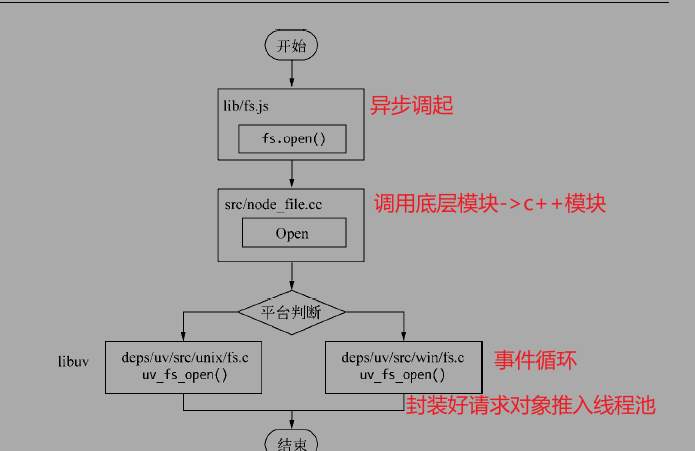 开始
lib/fs.js
异步调起
fs.open()
src/node_file.cc
调用底层模块->c++模块
Open
平台判断
libuv
deps/uv/src/unix/fs.c
uv_fs_open()
deps/uv/src/win/fs.c
uv_fs_open()
事件循环
封装好请求对象推入线程池
结束